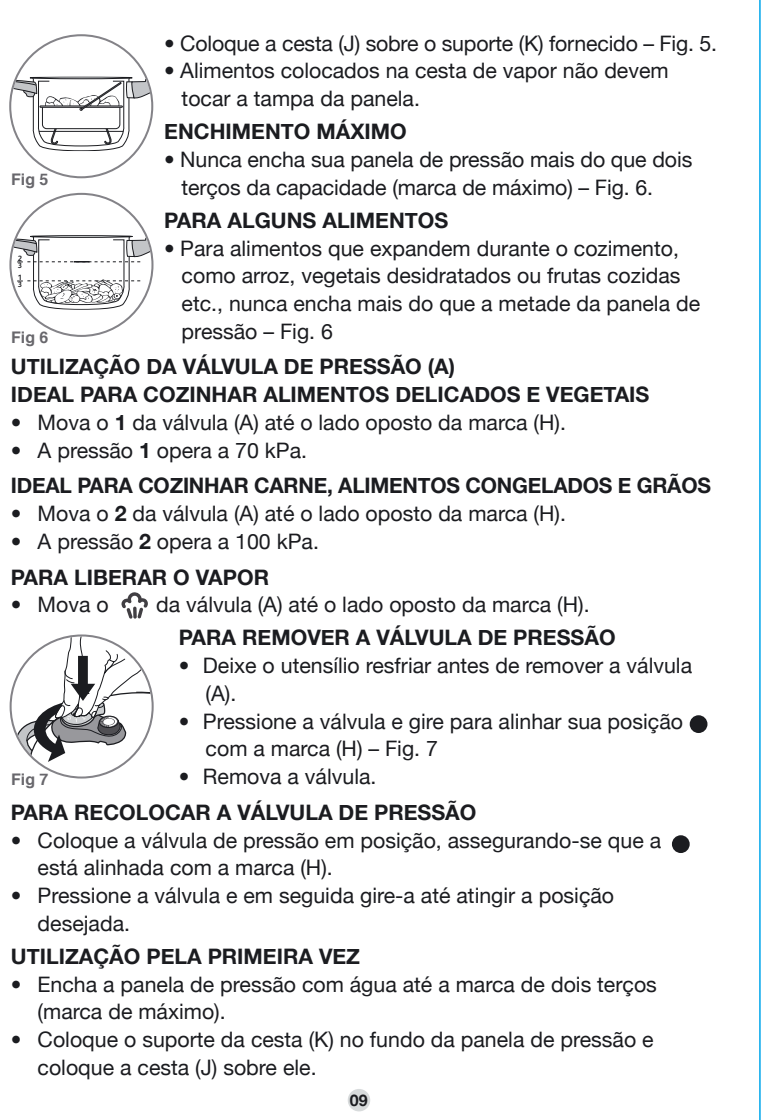 • Coloque a cesta (J) sobre o suporte (K) fornecido – Fig. 5.
• Alimentos colocados na cesta de vapor não devem
tocar a tampa da panela.
Fig 5
ENCHIMENTO MÁXIMO
• Nunca encha sua panela de pressão mais do que dois
terços da capacidade (marca de máximo) – Fig. 6.
PARA ALGUNS ALIMENTOS
• Para alimentos que expandem durante o cozimento,
como arroz, vegetais desidratados ou frutas cozidas
etc., nunca encha mais do que a metade da panela de
pressão – Fig. 6
2/3
1/3
Fig 6
UTILIZAÇÃO DA VÁLVULA DE PRESSÃO (A)
IDEAL PARA COZINHAR ALIMENTOS DELICADOS E VEGETAIS
• Mova o 1 da válvula (A) até o lado oposto da marca (H).
• A pressão 1 opera a 70 kPa.
IDEAL PARA COZINHAR CARNE, ALIMENTOS CONGELADOS E GRÃOS
• Mova o 2 da válvula (A) até o lado oposto da marca (H).
• A pressão 2 opera a 100 kPa.
PARA LIBERAR O VAPOR
• Mova o da válvula (A) até o lado oposto da marca (H).
PARA REMOVER A VÁLVULA DE PRESSÃO
• Deixe o utensílio resfriar antes de remover a válvula
(A).
• Pressione a válvula e gire para alinhar sua posição ●
com a marca (H) – Fig. 7
• Remova a válvula.
Fig 7
PARA RECOLOCAR A VÁLVULA DE PRESSÃO
• Coloque a válvula de pressão em posição, assegurando-se que a ●
está alinhada com a marca (H).
• Pressione a válvula e em seguida gire-a até atingir a posição
desejada.
UTILIZAÇÃO PELA PRIMEIRA VEZ
• Encha a panela de pressão com água até a marca de dois terços
(marca de máximo).
• Coloque o suporte da cesta (K) no fundo da panela de pressão e
coloque a cesta (J) sobre ele.
09